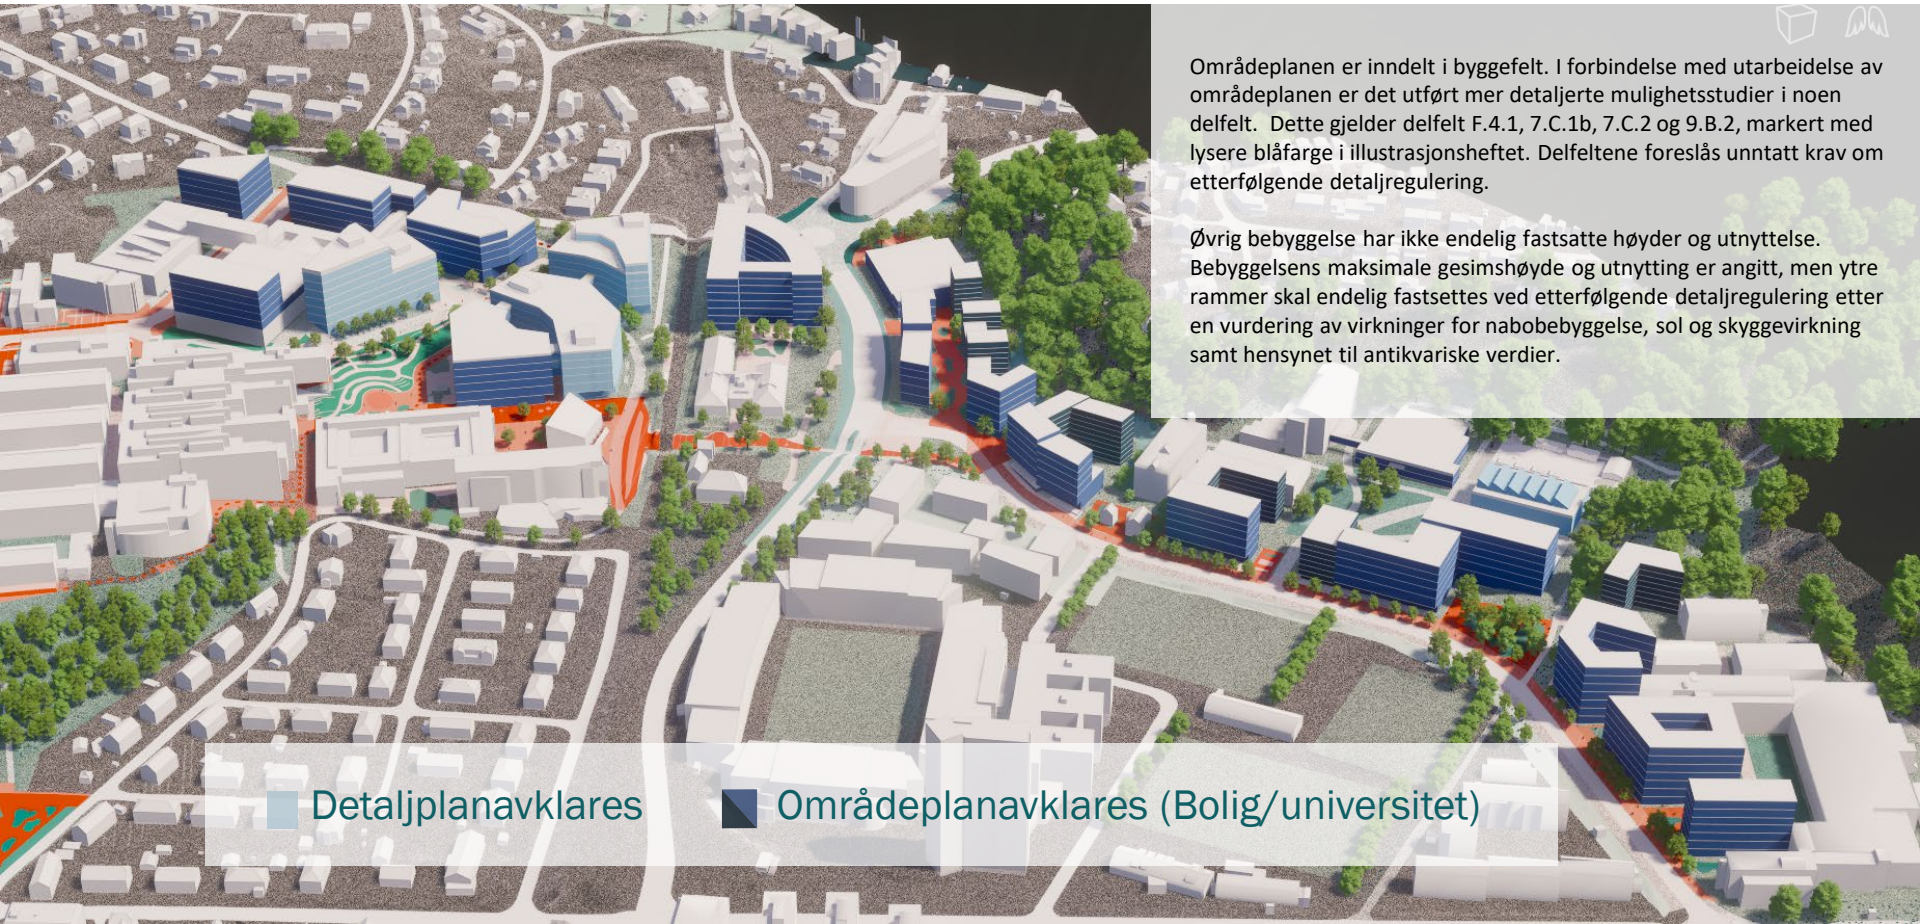 Områdeplanen er inndelt i byggefelt. I forbindelse med utarbeidelse av
områdeplanen er det utført mer detaljerte mulighetsstudier i noen
delfelt.  Dette gjelder delfelt F.4.1, 7.C.1b, 7.C.2 og 9.B.2, markert med
lysere blåfarge i illustrasjonsheftet. Delfeltene foreslås unntatt krav om
etterfølgende detaljregulering.
Øvrig bebyggelse har ikke endelig fastsatte høyder og utnyttelse.
Bebyggelsens maksimale gesimshøyde og utnytting er angitt, men ytre
rammer skal endelig fastsettes ved etterfølgende detaljregulering etter
en vurdering av virkninger for nabobebyggelse, sol og skyggevirkning
samt hensynet til antikvariske verdier.
Detaljplanavklares
Områdeplanavklares (Bolig/universitet)